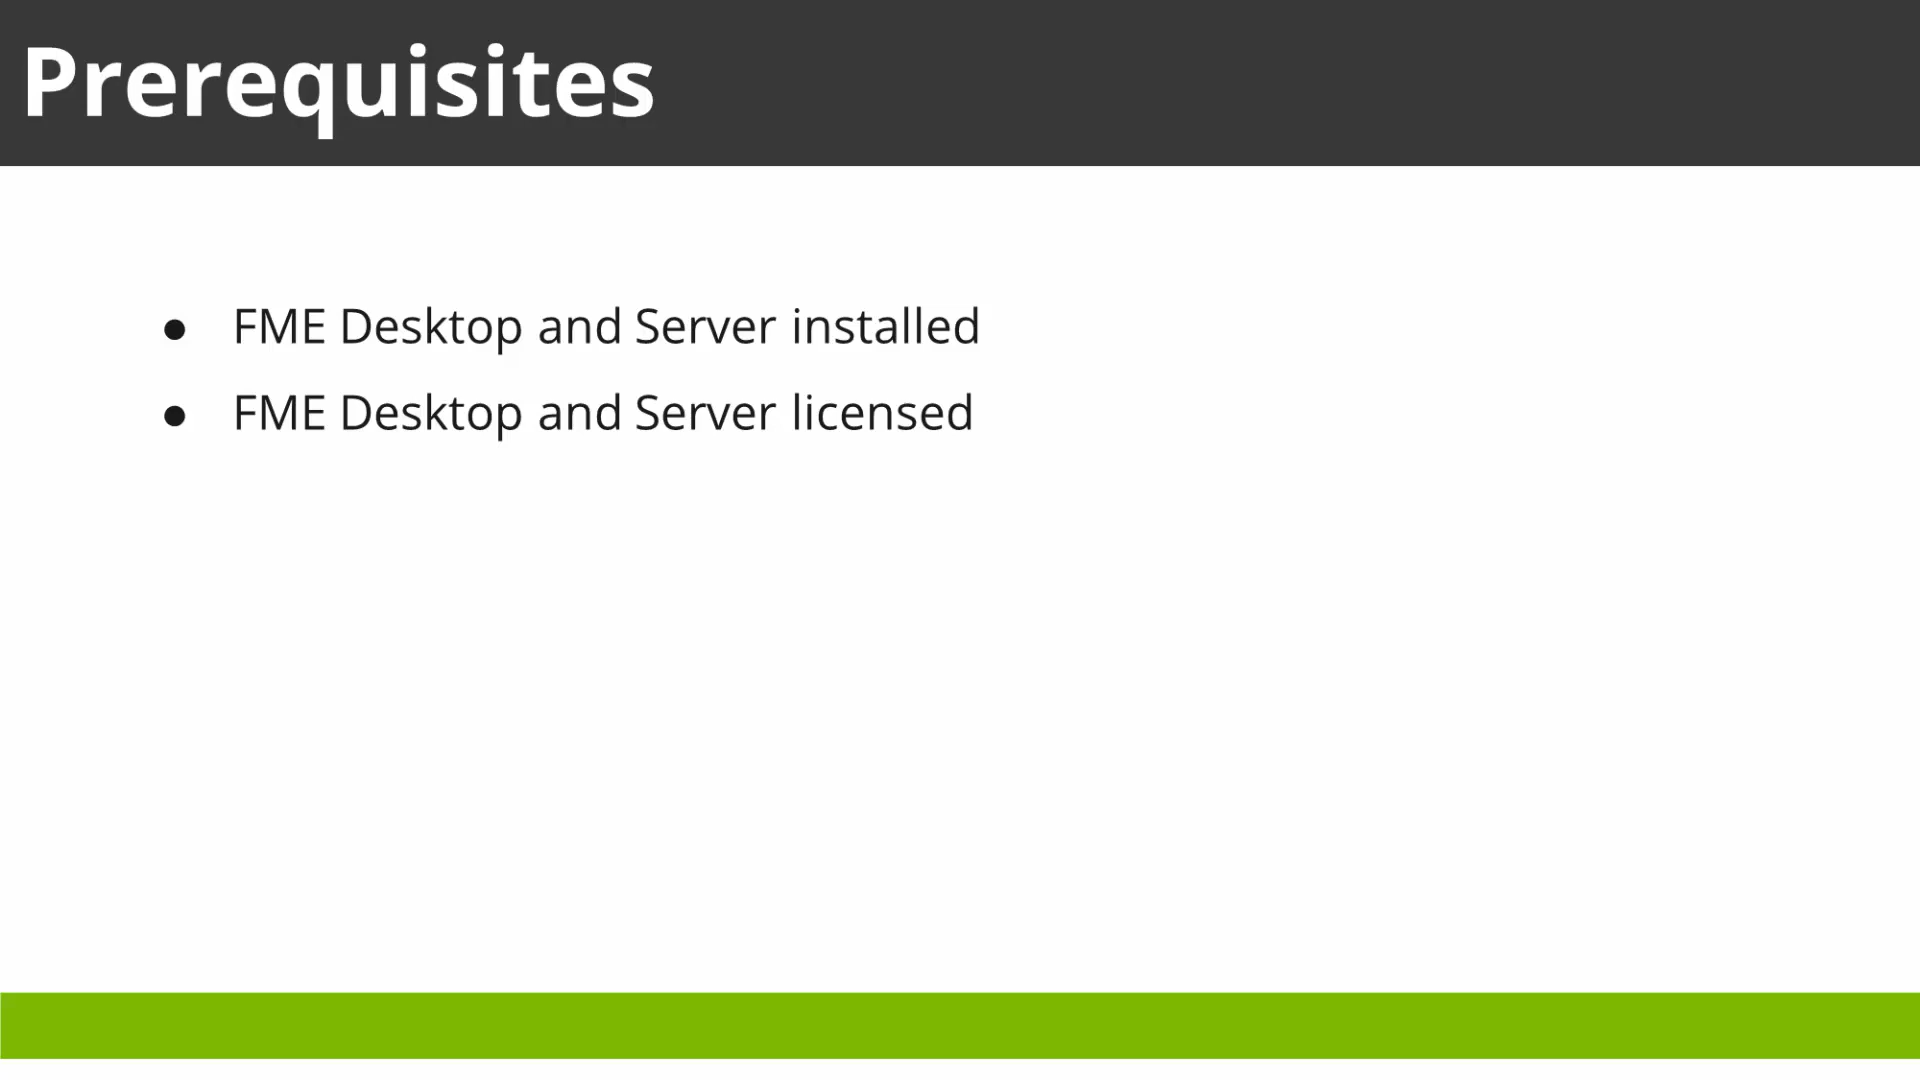 Prerequisites
● FME Desktop and Server installed
● FME Desktop and Server licensed